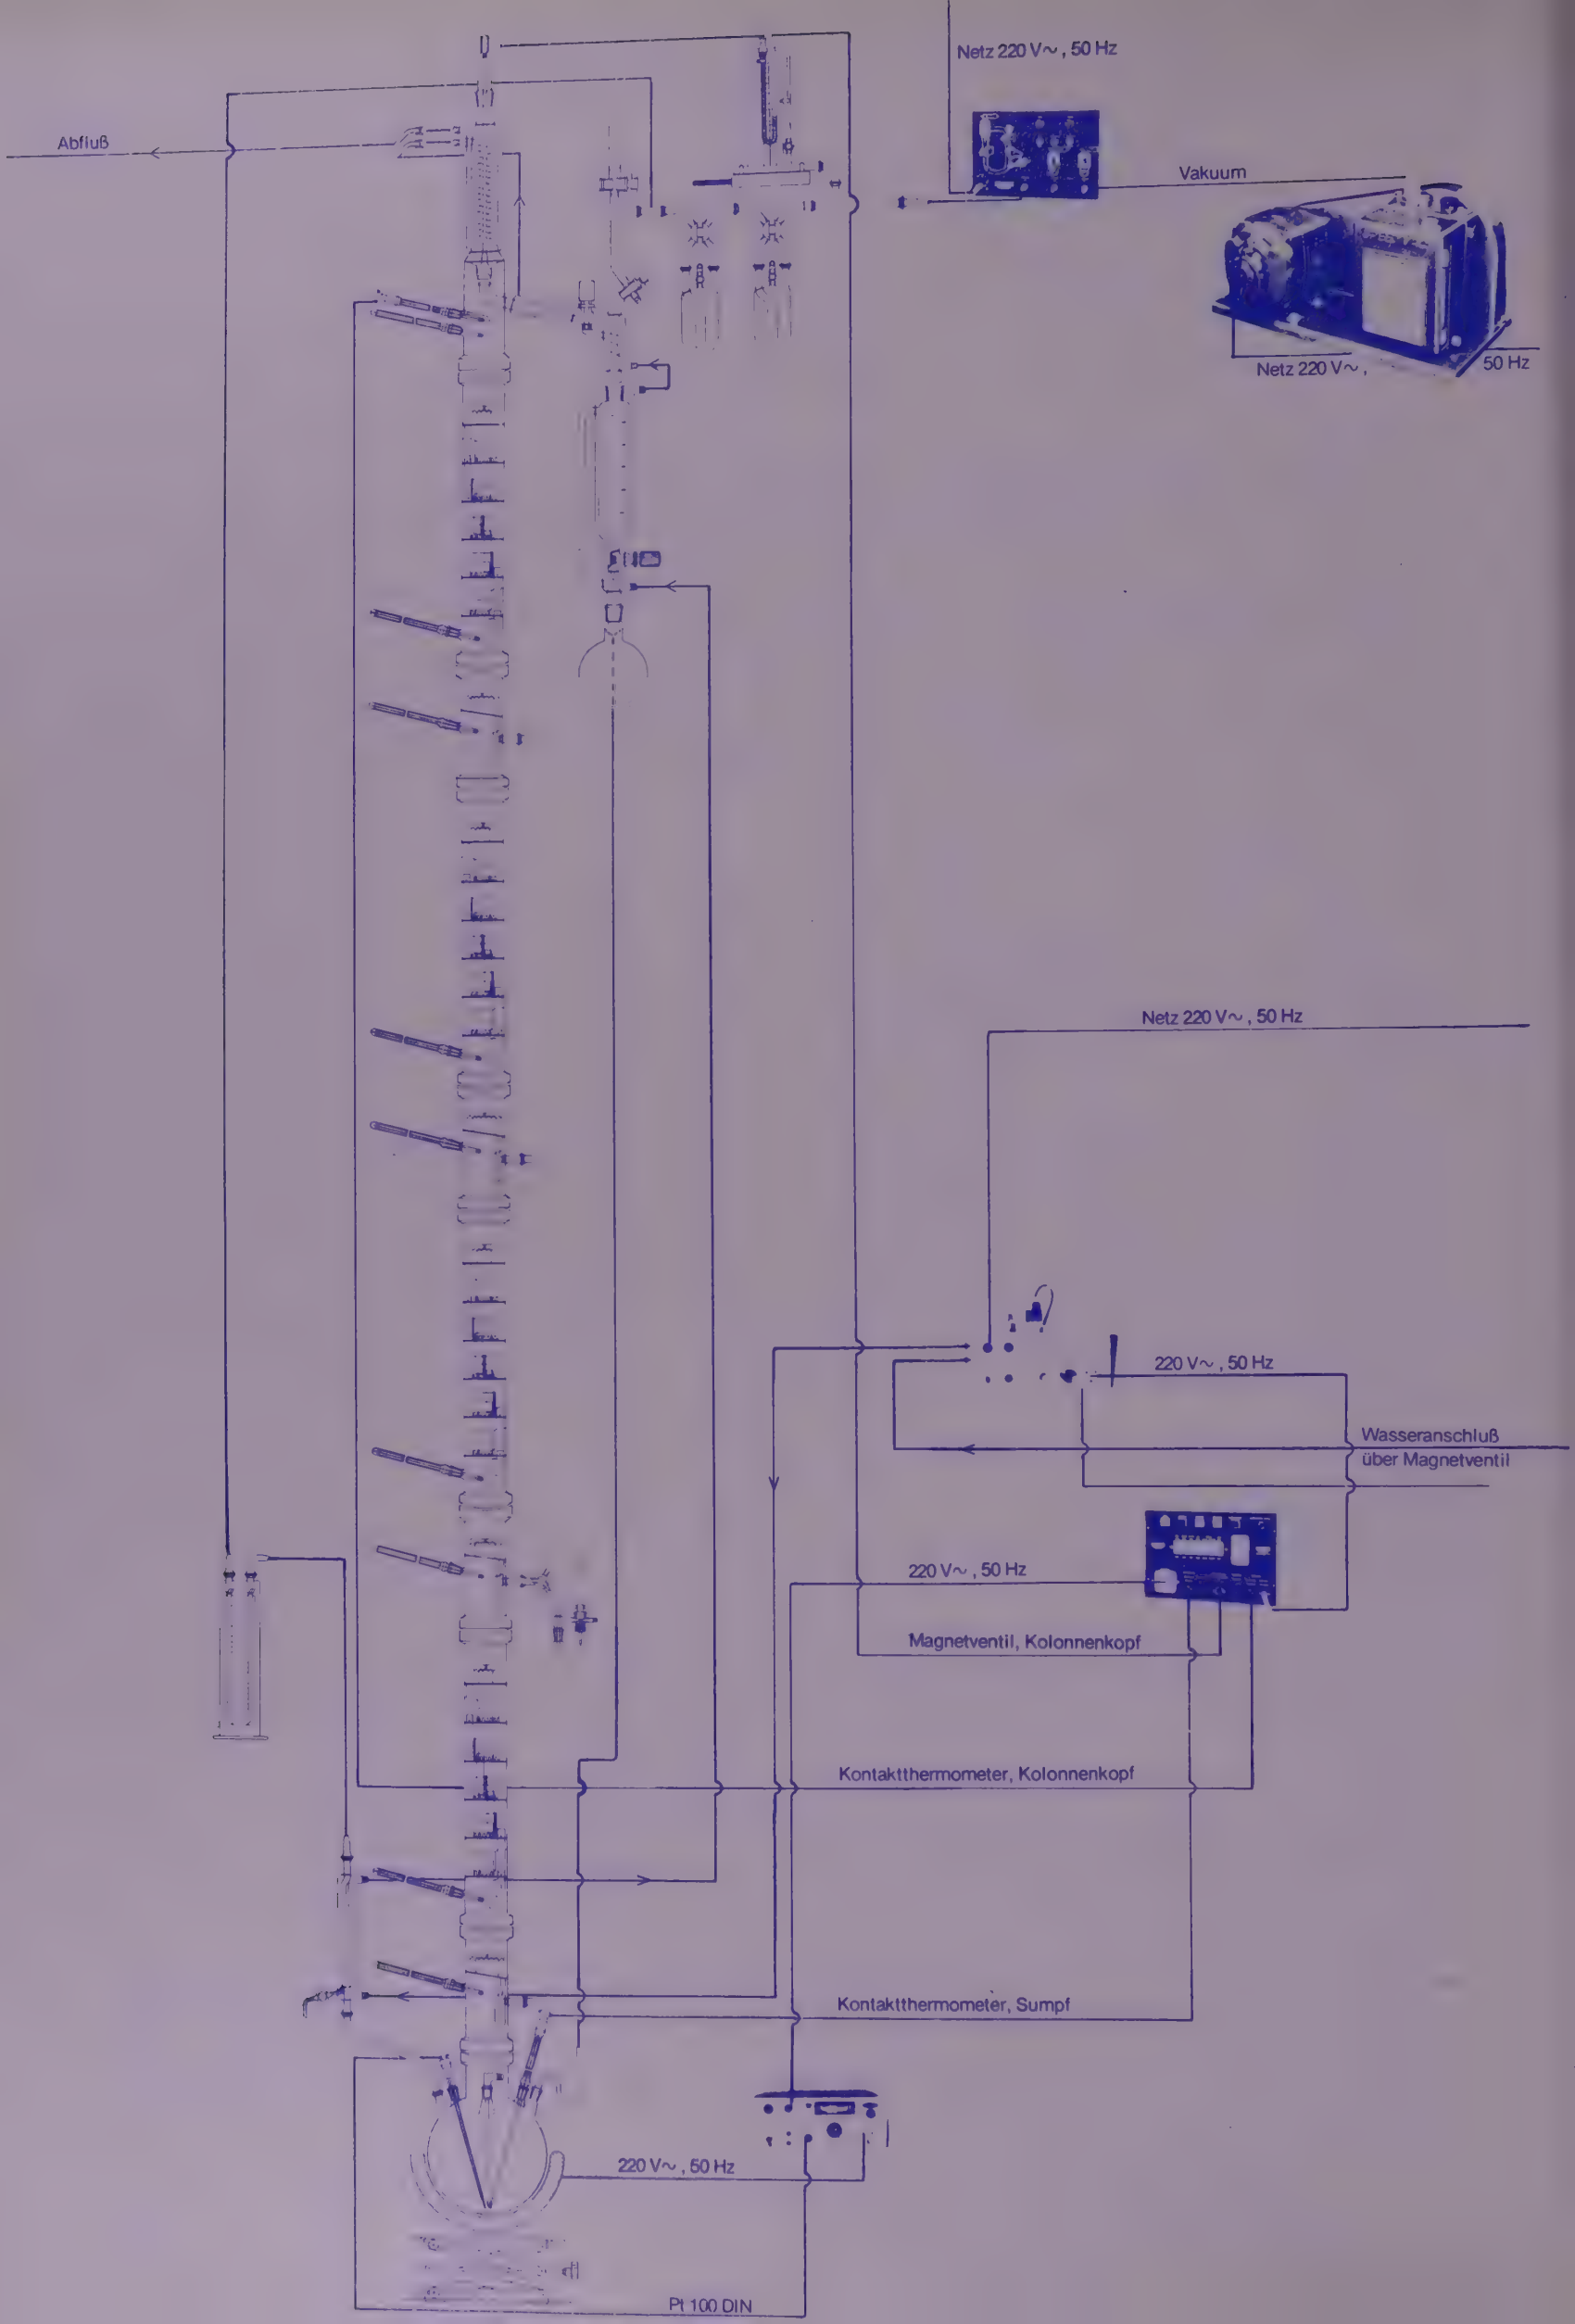 Netz 220 V~, 50 Hz
Abfluß
Vakuum
Netz 220 V~, 50 Hz
Netz 220 V~, 50 Hz
220 V~, 50 Hz
Wasseranschluß
über Magnetventil
220 V~, 50 Hz
Magnetventil, Kolonnenkopf
Kontaktthermometer, Kolonnenkopf
Kontaktthermometer, Sumpf
220 V~, 50 Hz
Pt 100 DIN